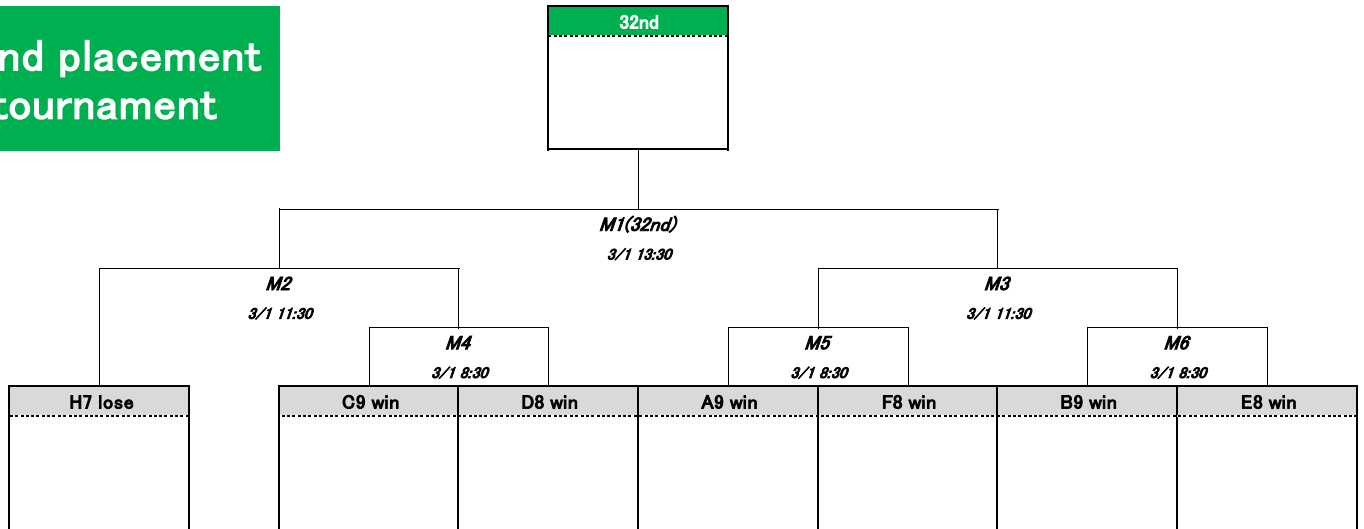 32nd
nd placement
tournament
M1(32nd)
3/1 13:30
M2
M3
3/1 11:30
3/1 11:30
M4
M5
M6
3/1 8:30
3/1 8:30
3/1 8:30
H7 lose
C9 win
D8 win
A9 win
F8 win
B9 win
E8 win